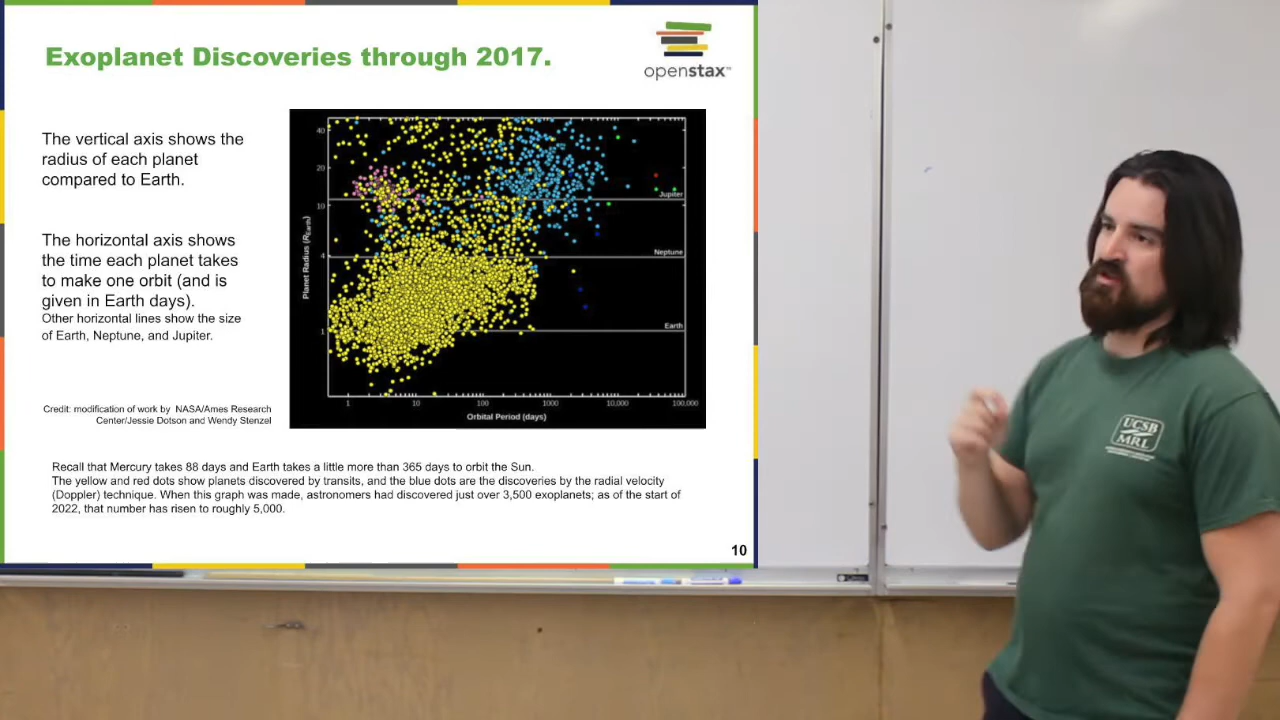 Exoplanet Discoveries through 2017.
openstax™
The vertical axis shows the
radius of each planet
compared to Earth.
The horizontal axis shows
the time each planet takes
to make one orbit (and is
given in Earth days).
Other horizontal lines show the size
of Earth, Neptune, and Jupiter.
Credit: modification of work by NASA/Ames Research
Center/Jessie Dotson and Wendy Stenzel
Planet Radius (REarth)
40
20
10
4
1
Jupiter
Neptune
Earth
1 10 100 1000 10,000 100,000
Orbital Period (days)
Recall that Mercury takes 88 days and Earth takes a little more than 365 days to orbit the Sun.
The yellow and red dots show planets discovered by transits, and the blue dots are the discoveries by the radial velocity
(Doppler) technique. When this graph was made, astronomers had discovered just over 3,500 exoplanets; as of the start of
2022, that number has risen to roughly 5,000.
10
UCSB
MRL